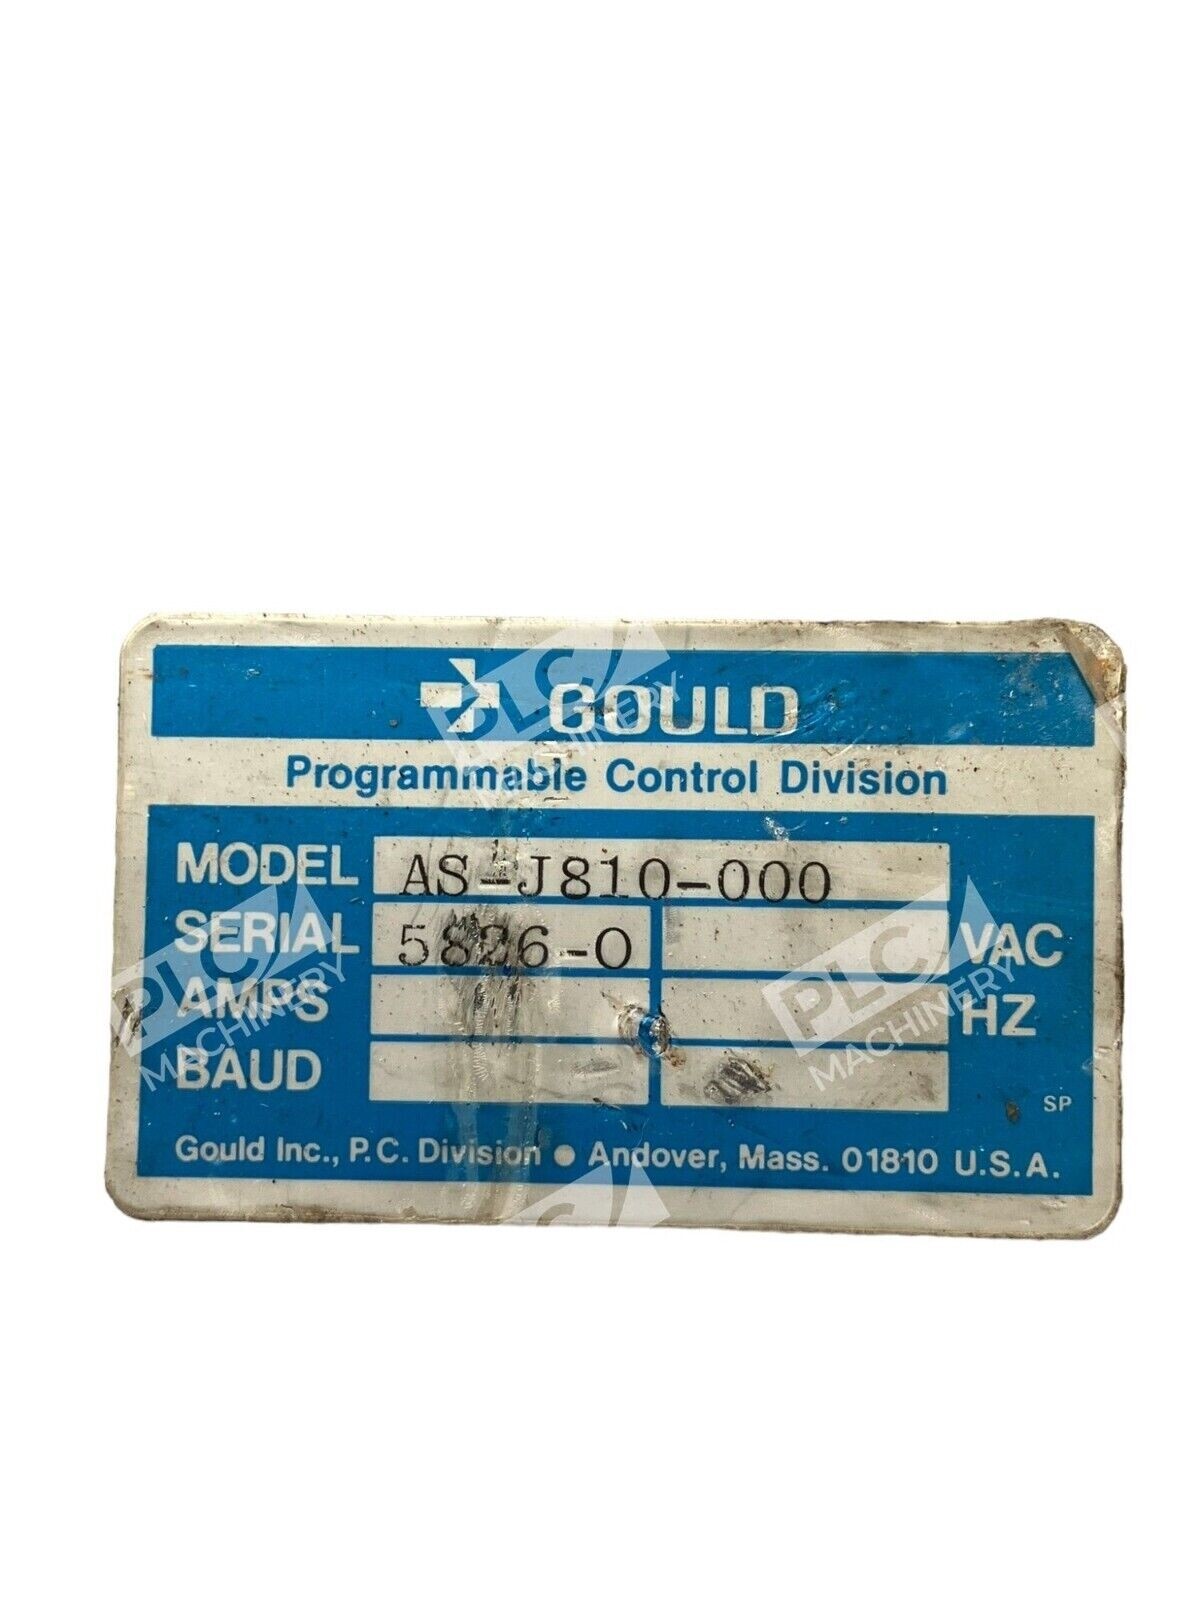 GOULD
Programmable Control Division
MODEL AS-J810-000
SERIAL 5826-0 VAC
AMPS HZ
BAUD
SP
Gould Inc., P.C. Division ● Andover, Mass. 01810 U.S.A.
PLC MACHINERY
PLC MACHINERY
PLC MACHINERY
PLC